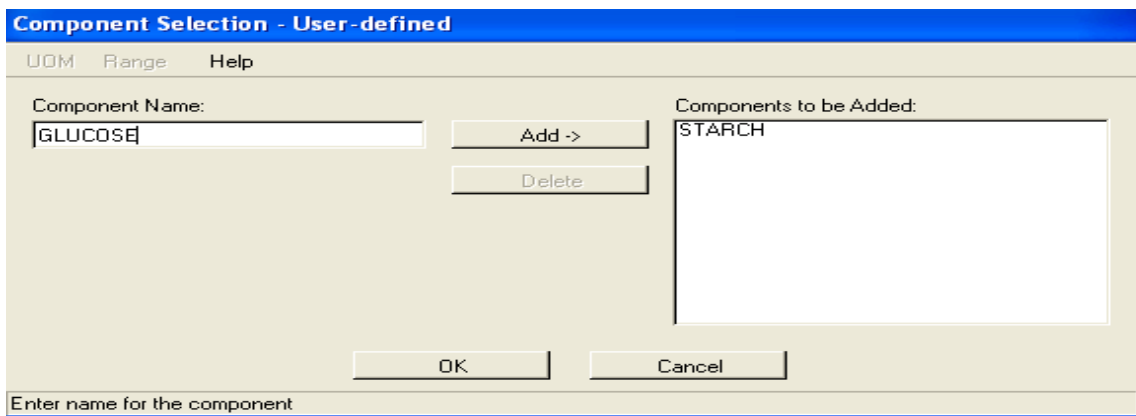 Component Selection - User-defined
UOM Range Help
Component Name:
GLUCOSE
Add ->
Delete
Components to be Added:
STARCH
OK
Cancel
Enter name for the component